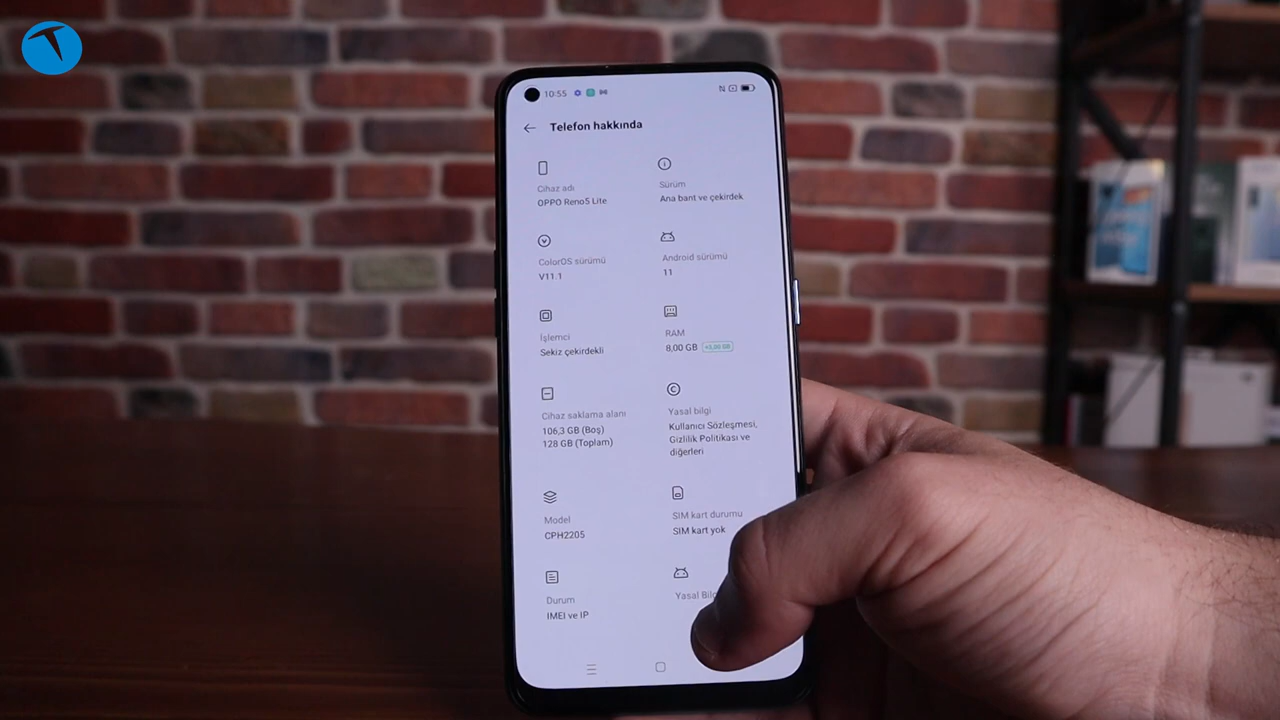 10:55
Telefon hakkında
Cihaz adı
OPPO Reno5 Lite
Sürüm
Ana bant ve çekirdek
ColorOS sürümü
V11.1
Android sürümü
11
İşlemci
Sekiz çekirdekli
RAM
8,00 GB
Cihaz saklama alanı
106,3 GB (Boş)
128 GB (Toplam)
Yasal bilgi
Kullanıcı Sözleşmesi,
Gizlilik Politikası ve
diğerleri
Model
CPH2205
SIM kart durumu
SIM kart yok
Durum
IMEI ve IP
Yasal